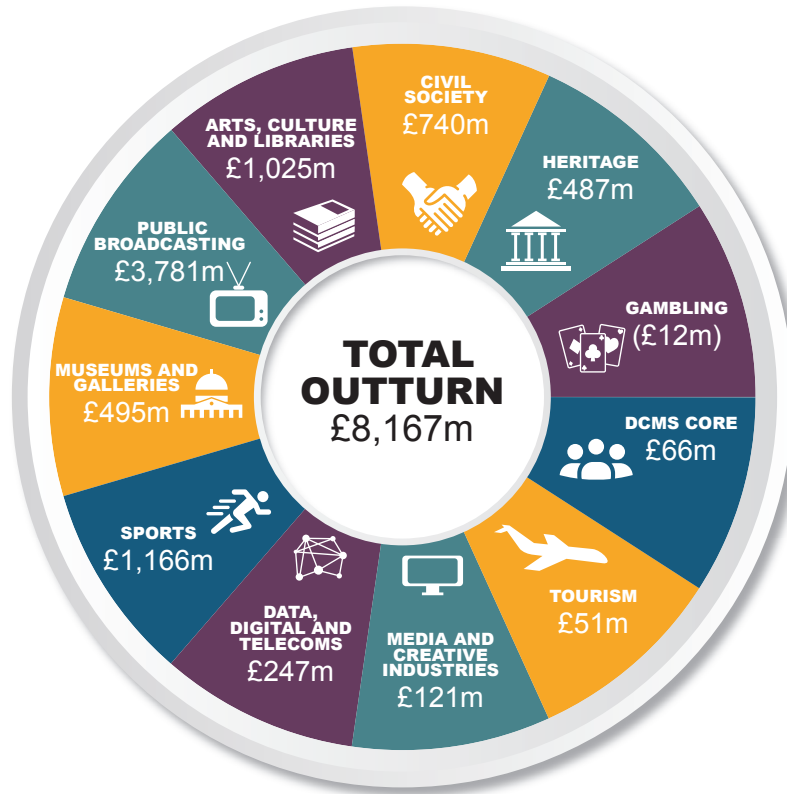 CIVIL
SOCIETY
£740m
HERITAGE
£487m
GAMBLING
(£12m)
DCMS CORE
£66m
TOURISM
£51m
MEDIA AND
CREATIVE
INDUSTRIES
£121m
DATA,
DIGITAL AND
TELECOMS
£247m
SPORTS
£1,166m
MUSEUMS AND
GALLERIES
£495m
PUBLIC
BROADCASTING
£3,781m
ARTS, CULTURE
AND LIBRARIES
£1,025m
TOTAL
OUTTURN
£8,167m